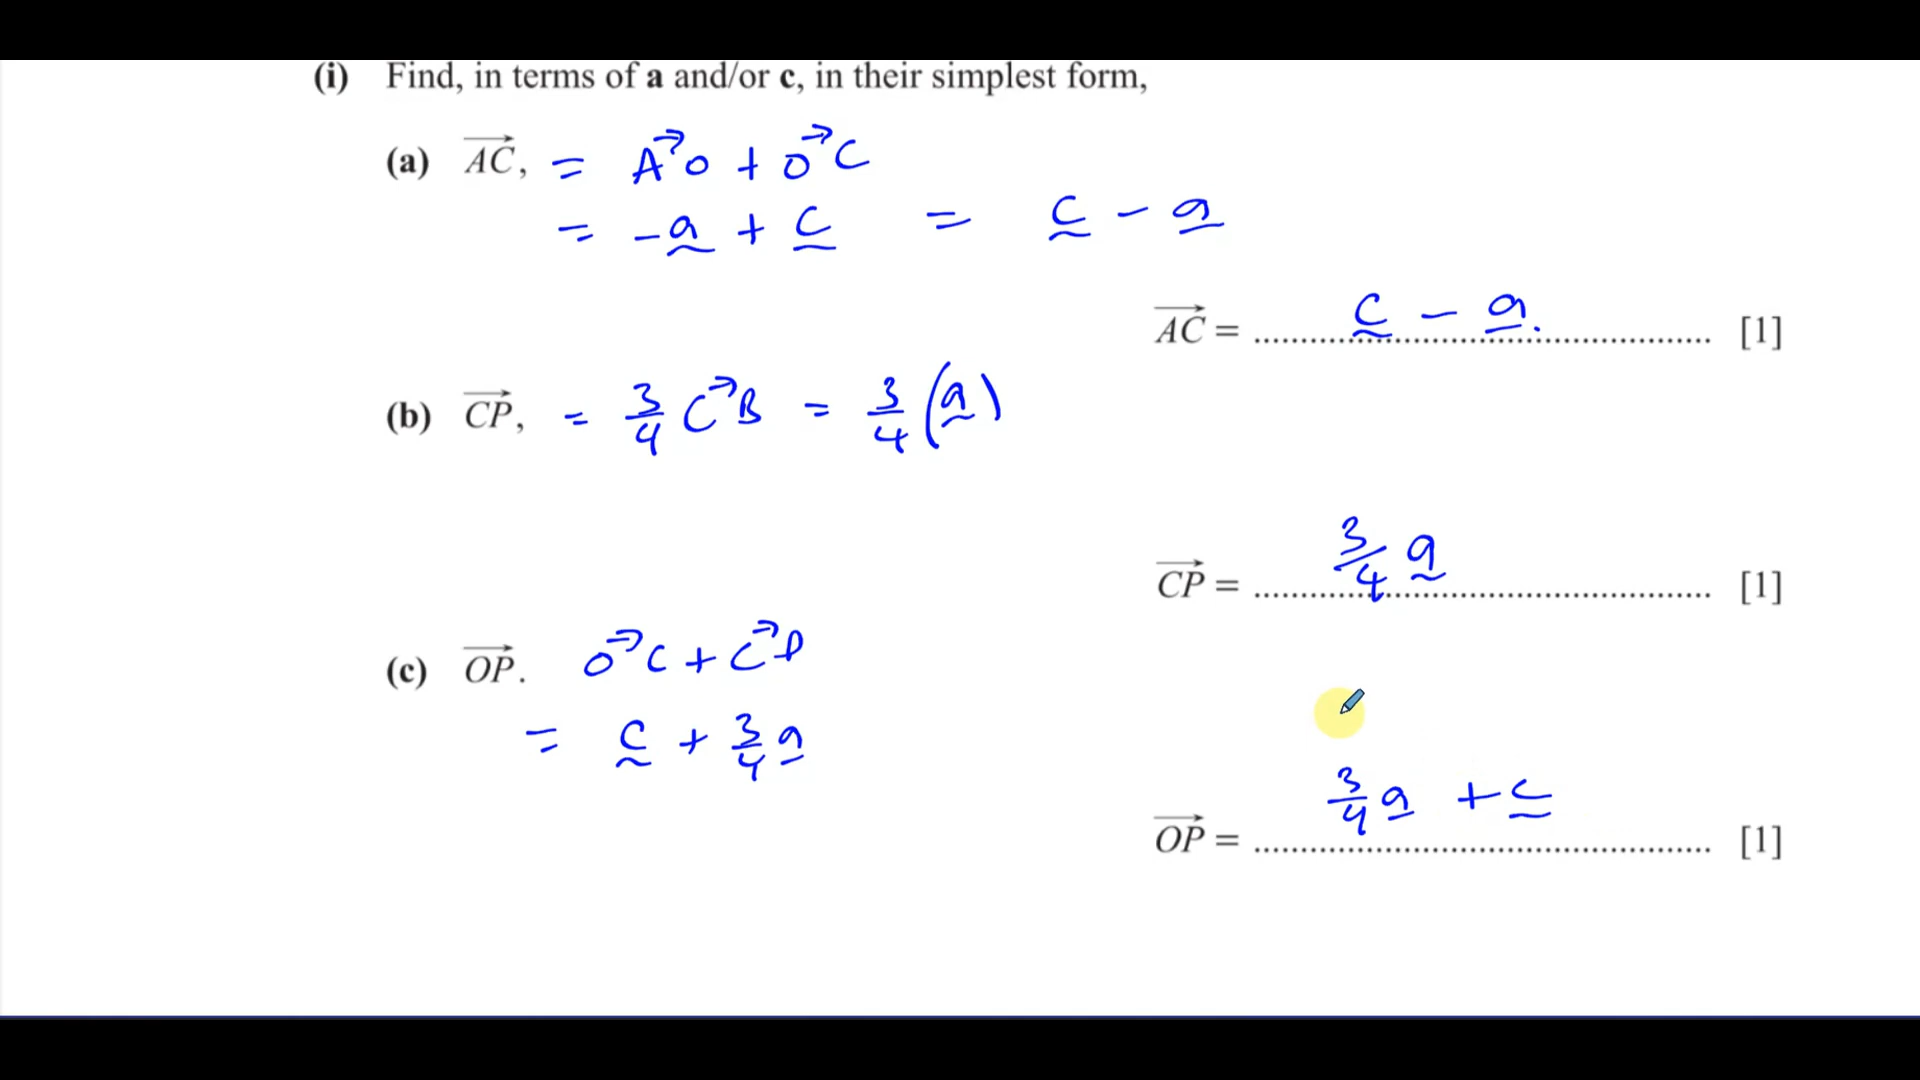 (i) Find, in terms of a and/or c, in their simplest form,
(a) AC, = AO + OC
= -a + c = c - a
AC = c - a. [1]
(b) CP, = 3/4 CB = 3/4 (a)
CP = 3/4 a [1]
(c) OP. OC + CP
= c + 3/4 a
OP = 3/4 a + c [1]